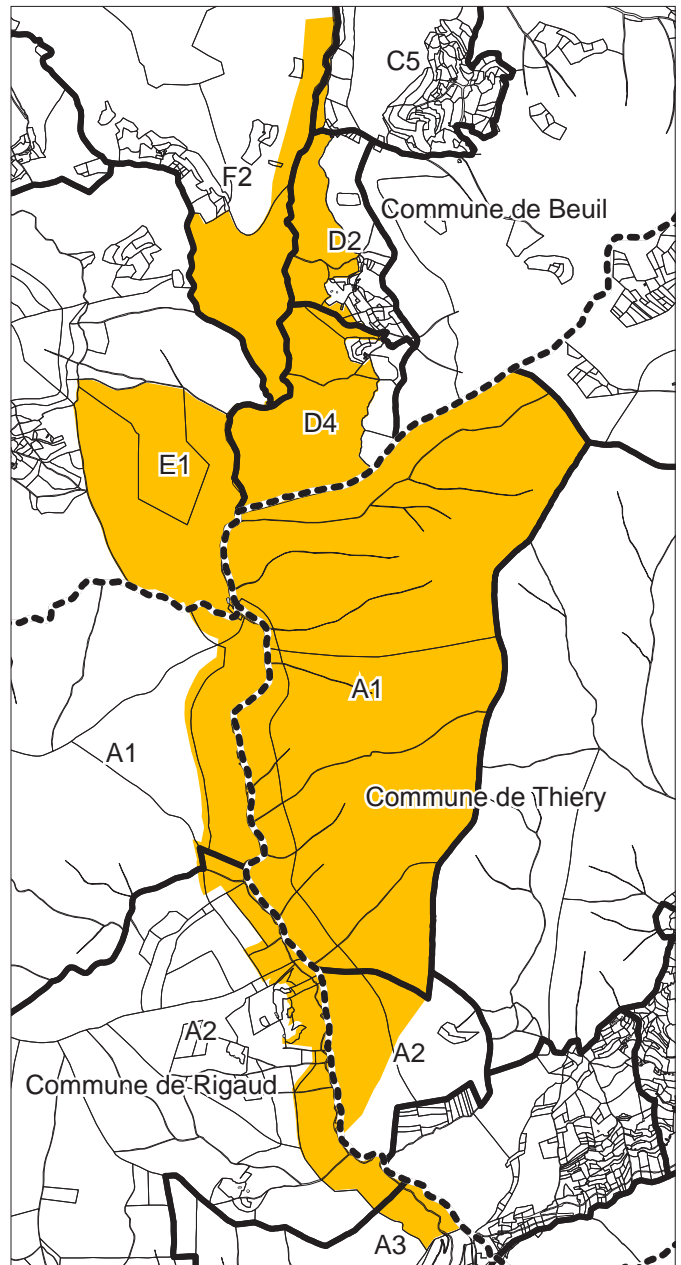 C5
F2
Commune de Beuil
D2
D4
E1
A1
A1
Commune de Thiery
A2
A2
Commune de Rigaud
A3